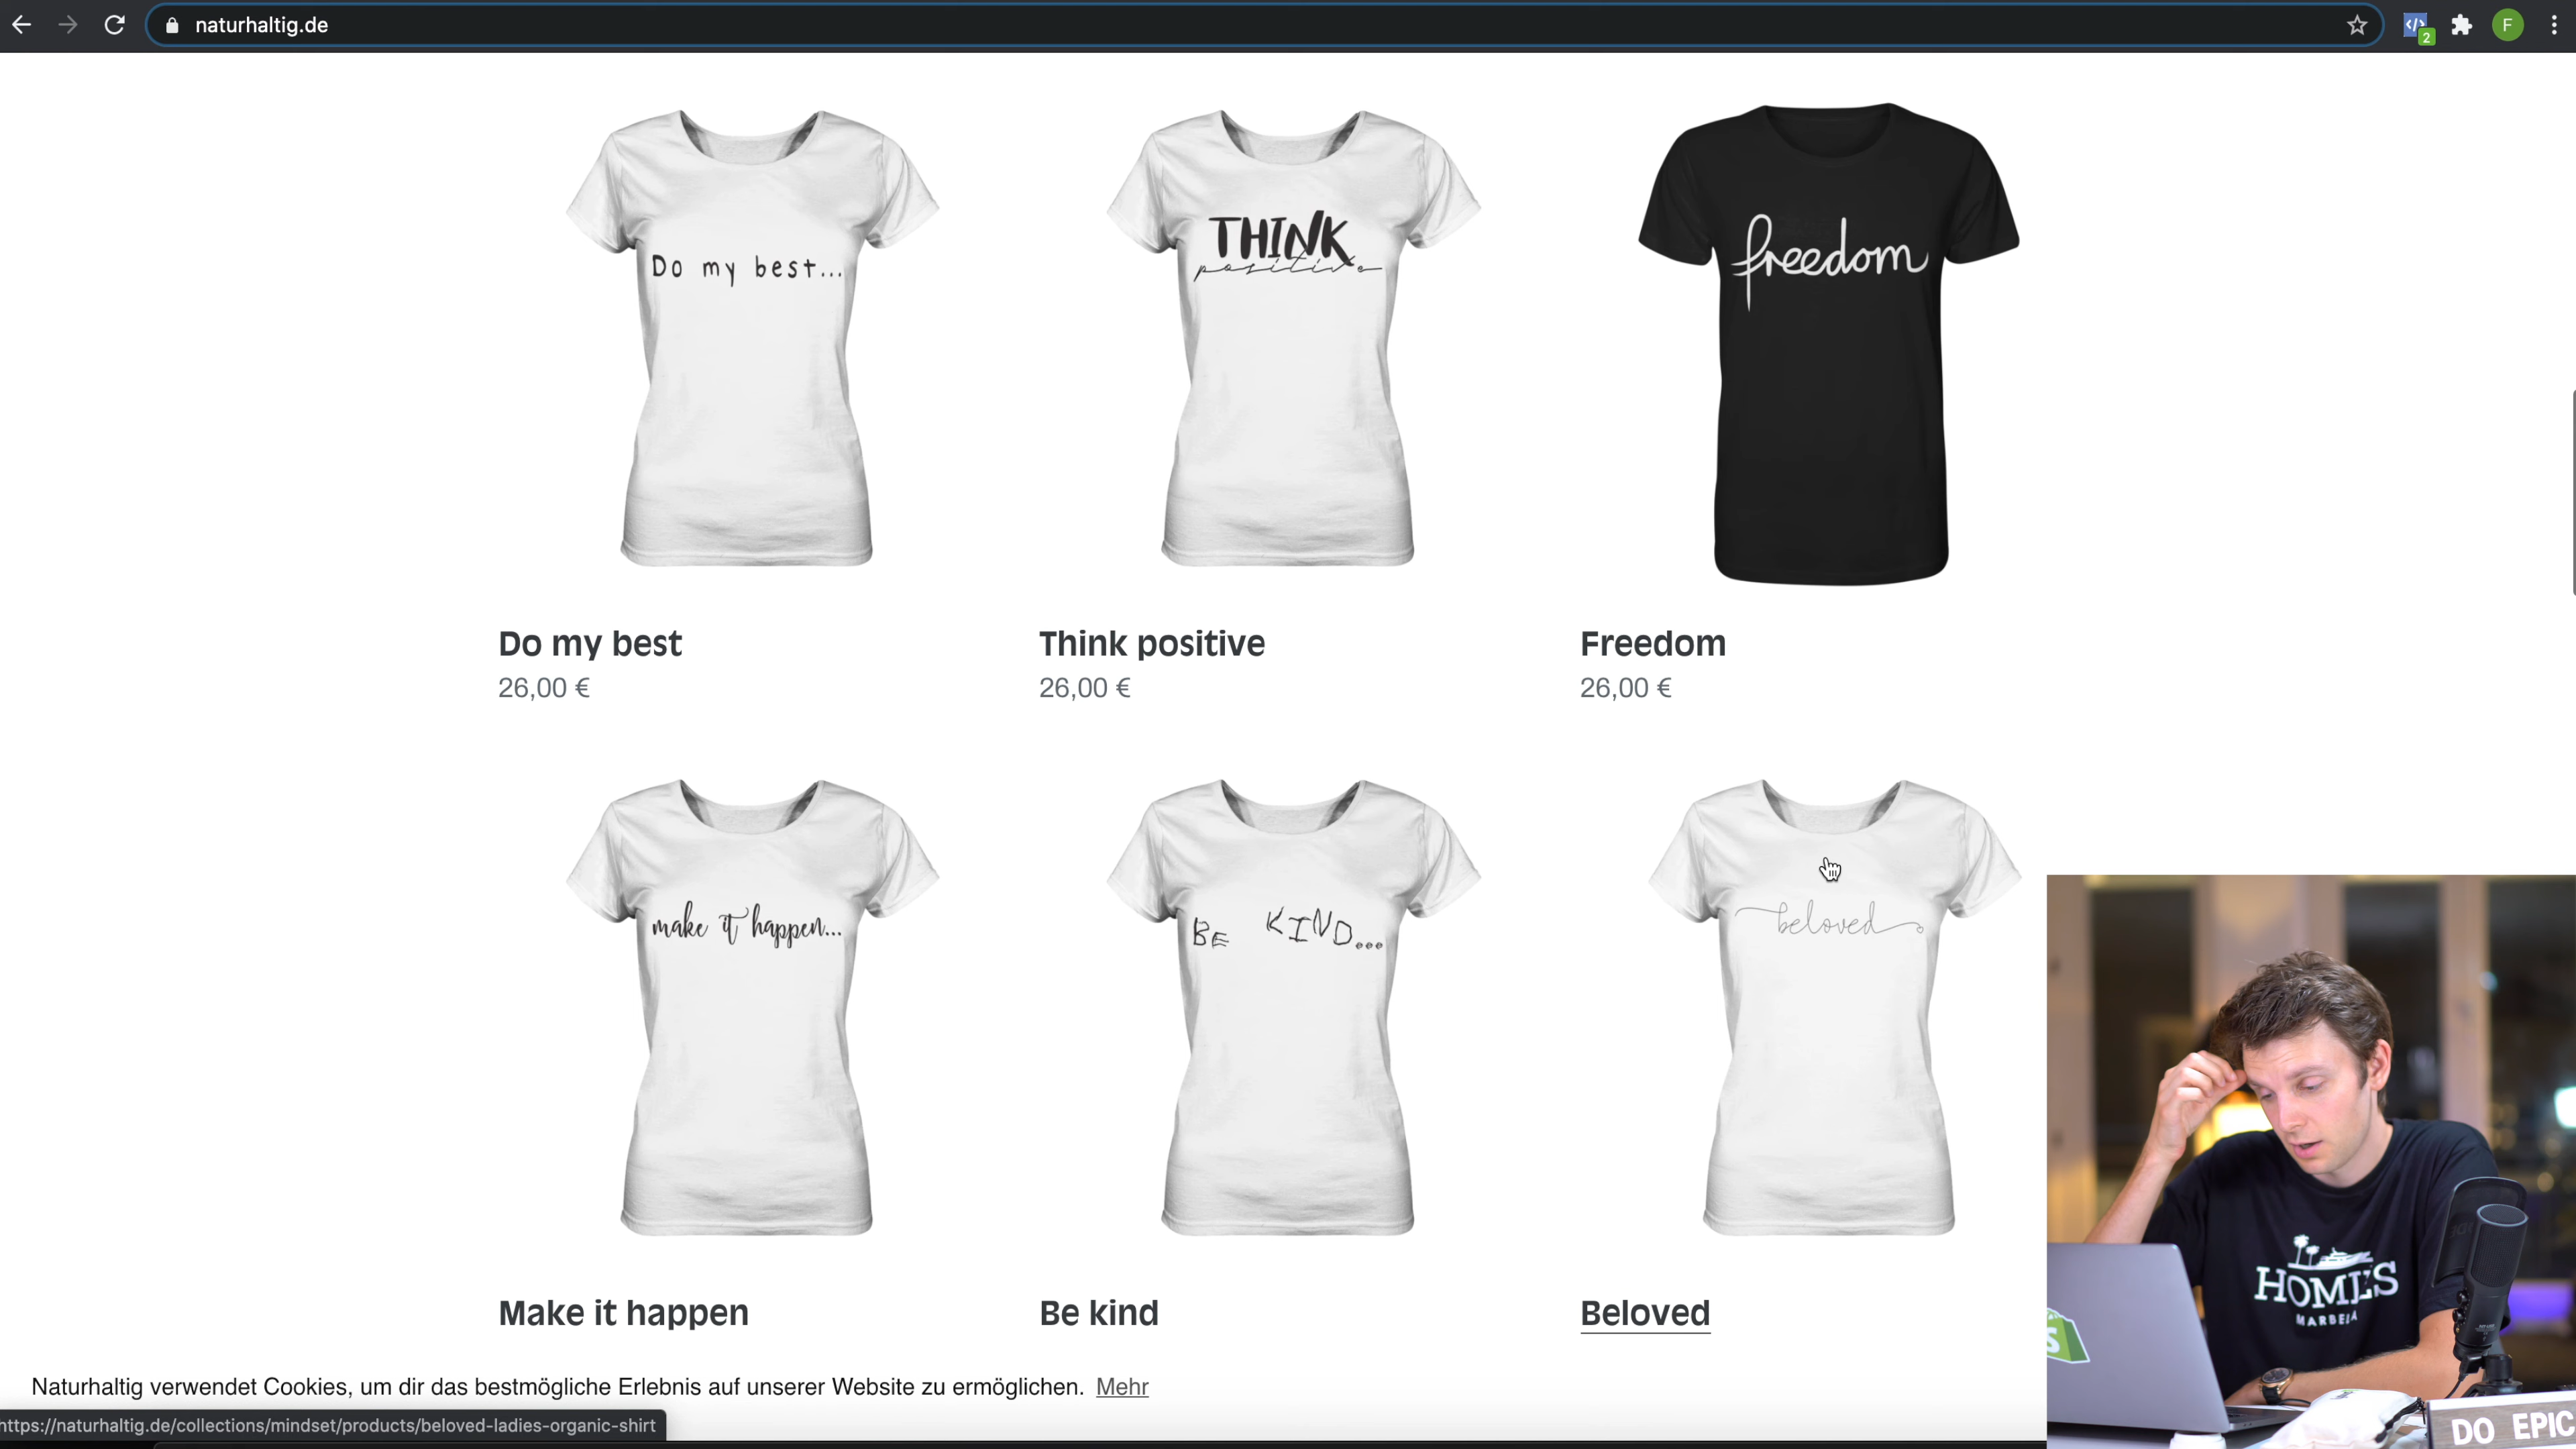 naturhaltig.de
2
F
Do my best...
THINK
positive
freedom
Do my best
26,00 €
Think positive
26,00 €
Freedom
26,00 €
make it happen...
BE KIND...
beloved
Make it happen
Be kind
Beloved
HOMES
MARBELLA
Naturhaltig verwendet Cookies, um dir das bestmögliche Erlebnis auf unserer Website zu ermöglichen. Mehr
https://naturhaltig.de/collections/mindset/products/beloved-ladies-organic-shirt
DO EPIC